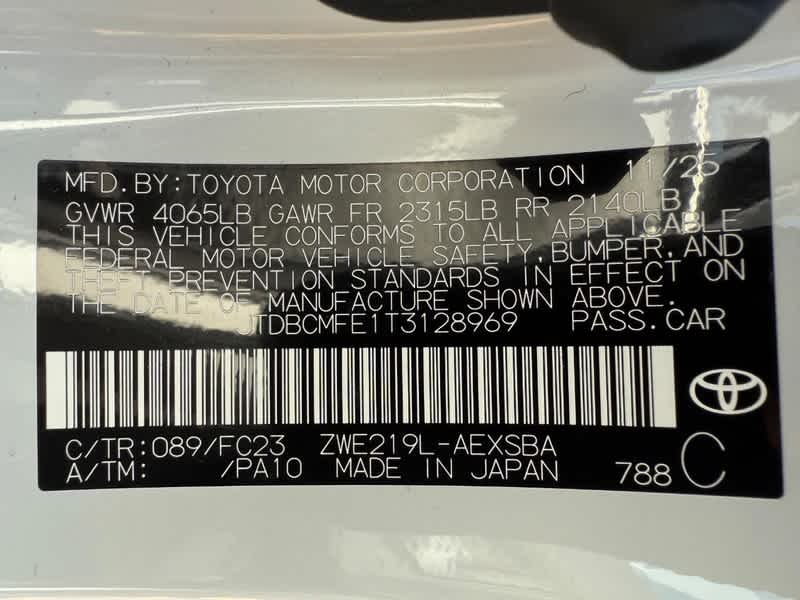 MFD. BY: TOYOTA MOTOR CORPORATION 11/25
GVWR 4065LB GAWR FR 2315LB RR 2140LB
THIS VEHICLE CONFORMS TO ALL APPLICABLE
FEDERAL MOTOR VEHICLE SAFETY, BUMPER, AND
THEFT PREVENTION STANDARDS IN EFFECT ON
THE DATE OF MANUFACTURE SHOWN ABOVE.
JTDBCMFE1T3128969 PASS.CAR
C/TR: 089/FC23 ZWE219L-AEXSBA
A/TM: /PA10 MADE IN JAPAN 788 C